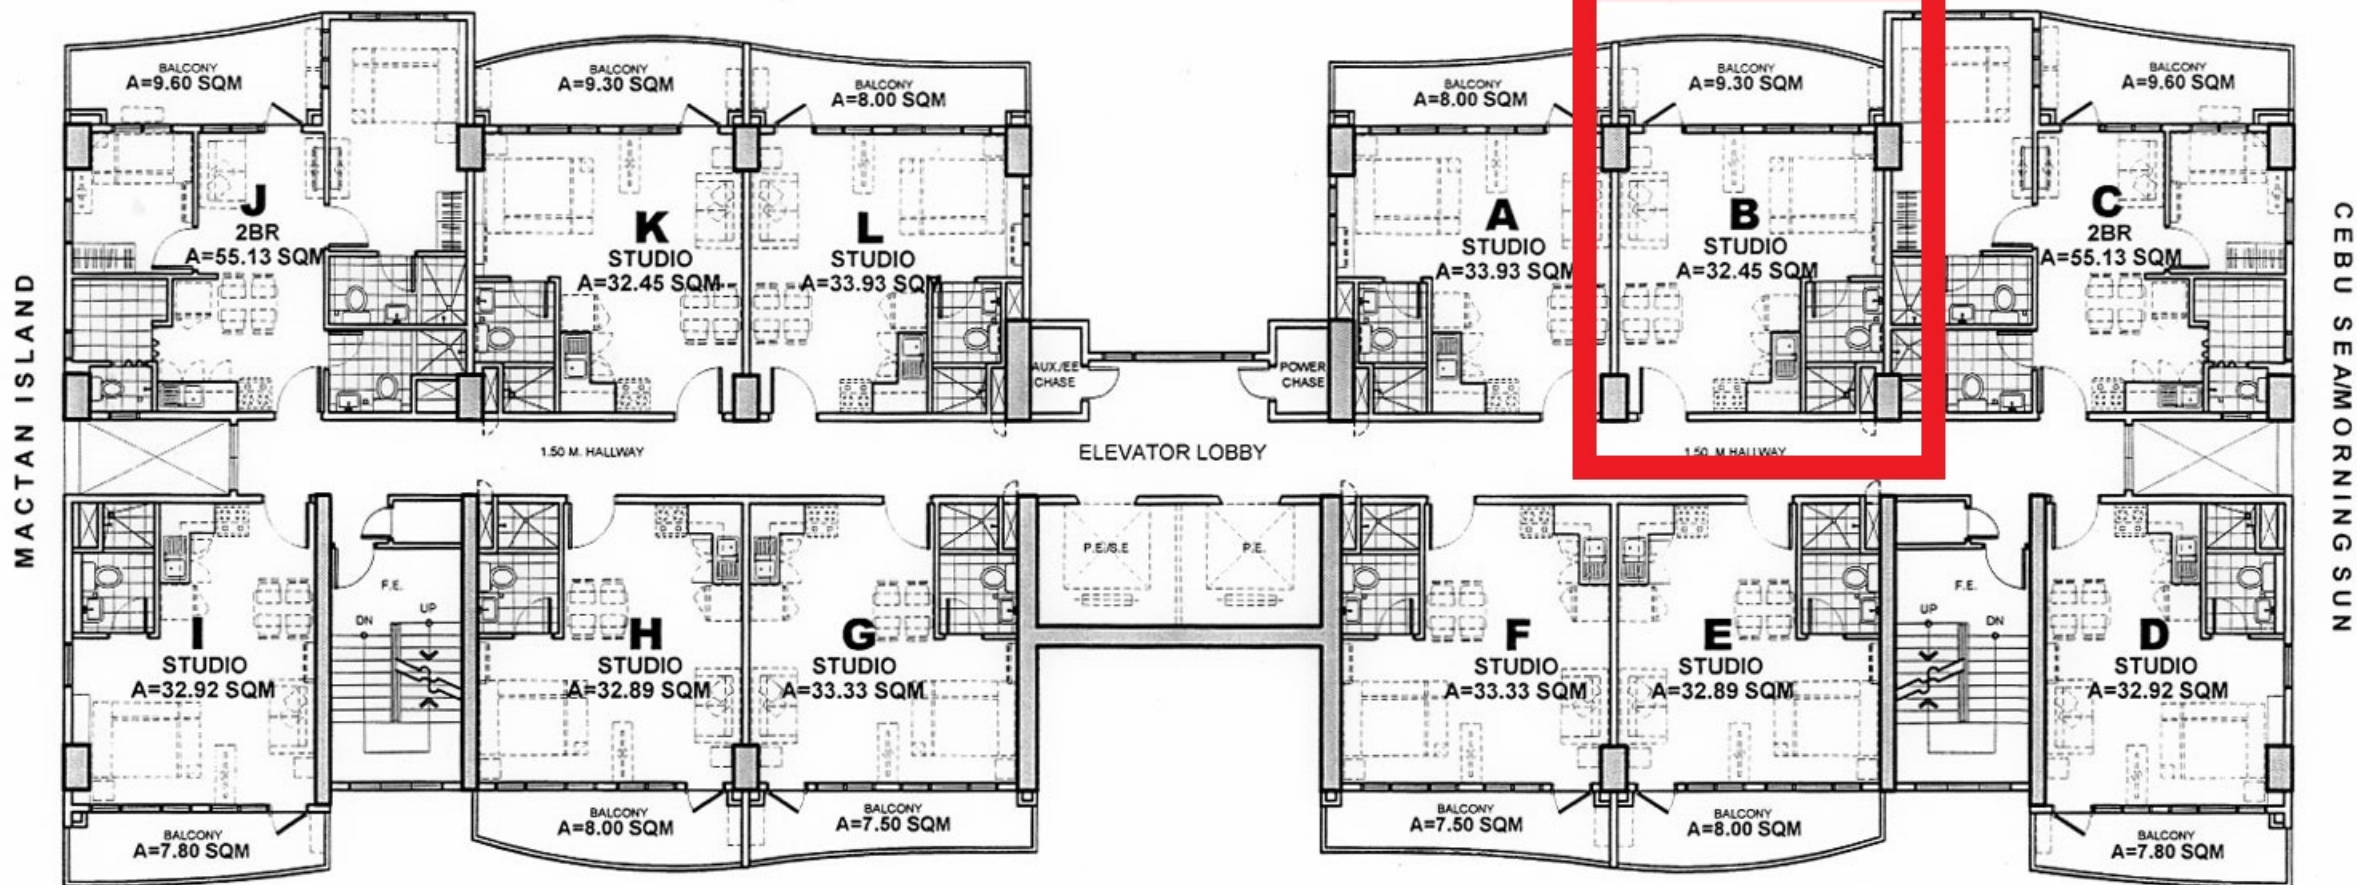 BALCONY
A=9.60 SQM
BALCONY
A=9.30 SQM
BALCONY
A=8.00 SQM
BALCONY
A=8.00 SQM
BALCONY
A=9.30 SQM
BALCONY
A=9.60 SQM
J
2BR
A=55.13 SQM
K
STUDIO
A=32.45 SQM
L
STUDIO
A=33.93 SQM
A
STUDIO
A=33.93 SQM
B
STUDIO
A=32.45 SQM
C
2BR
A=55.13 SQM
MACTAN ISLAND
CEBU SEA/MORNING SUN
AUX./EE
CHASE
POWER
CHASE
1.50 M. HALLWAY
ELEVATOR LOBBY
1.50 M HALLWAY
P.E./S.E
P.E.
F.E.
DN
UP
F.E.
UP
DN
I
STUDIO
A=32.92 SQM
H
STUDIO
A=32.89 SQM
G
STUDIO
A=33.33 SQM
F
STUDIO
A=33.33 SQM
E
STUDIO
A=32.89 SQM
D
STUDIO
A=32.92 SQM
BALCONY
A=7.80 SQM
BALCONY
A=8.00 SQM
BALCONY
A=7.50 SQM
BALCONY
A=7.50 SQM
BALCONY
A=8.00 SQM
BALCONY
A=7.80 SQM